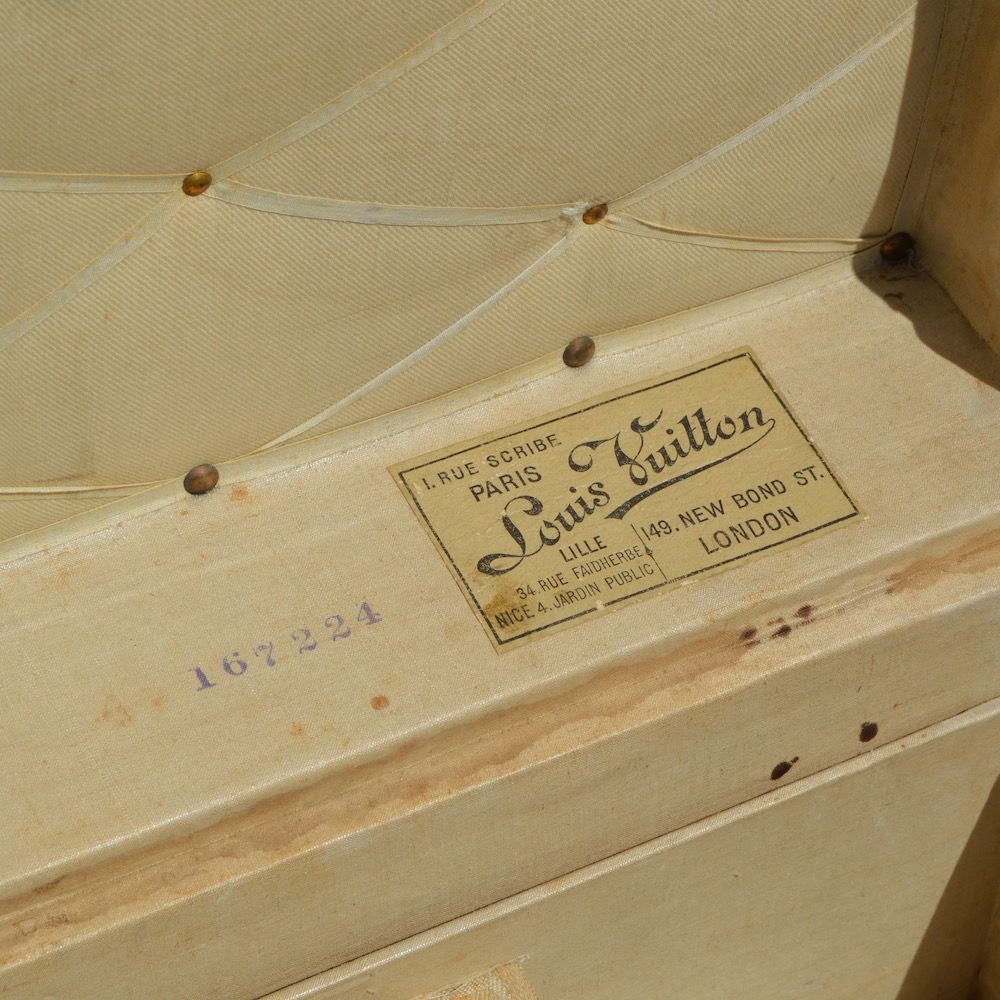 1. RUE SCRIBE
PARIS
Louis Vuitton
LILLE
34. RUE FAIDHERBE
NICE 4. JARDIN PUBLIC
149. NEW BOND ST.
LONDON
167224